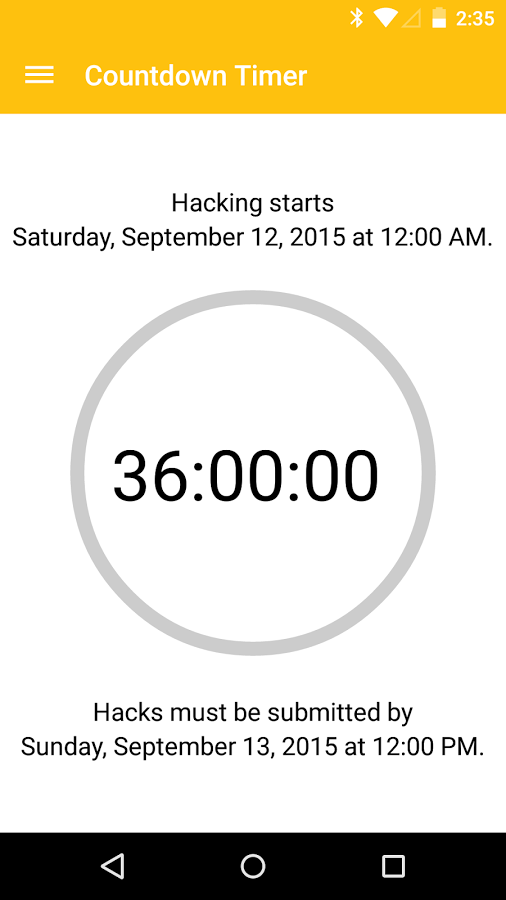 2:35
Countdown Timer
Hacking starts
Saturday, September 12, 2015 at 12:00 AM.
36:00:00
Hacks must be submitted by
Sunday, September 13, 2015 at 12:00 PM.